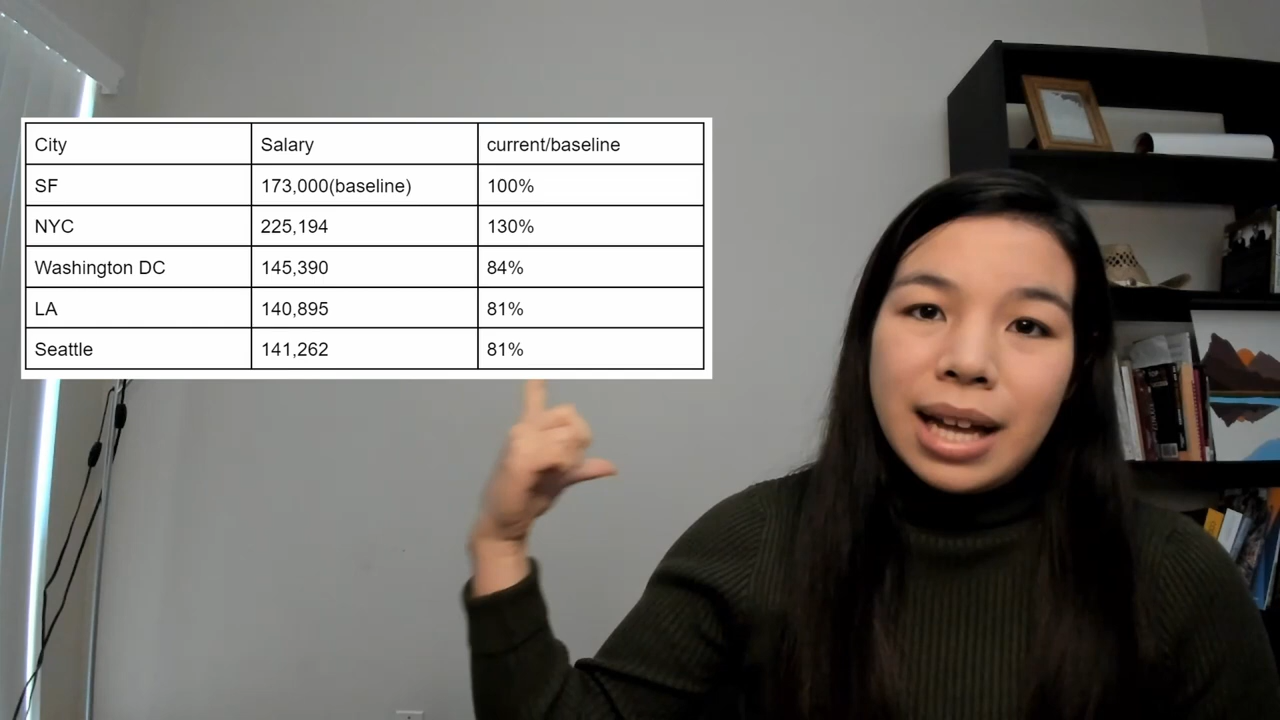 City Salary current/baseline
SF 173,000(baseline) 100%
NYC 225,194 130%
Washington DC 145,390 84%
LA 140,895 81%
Seattle 141,262 81%